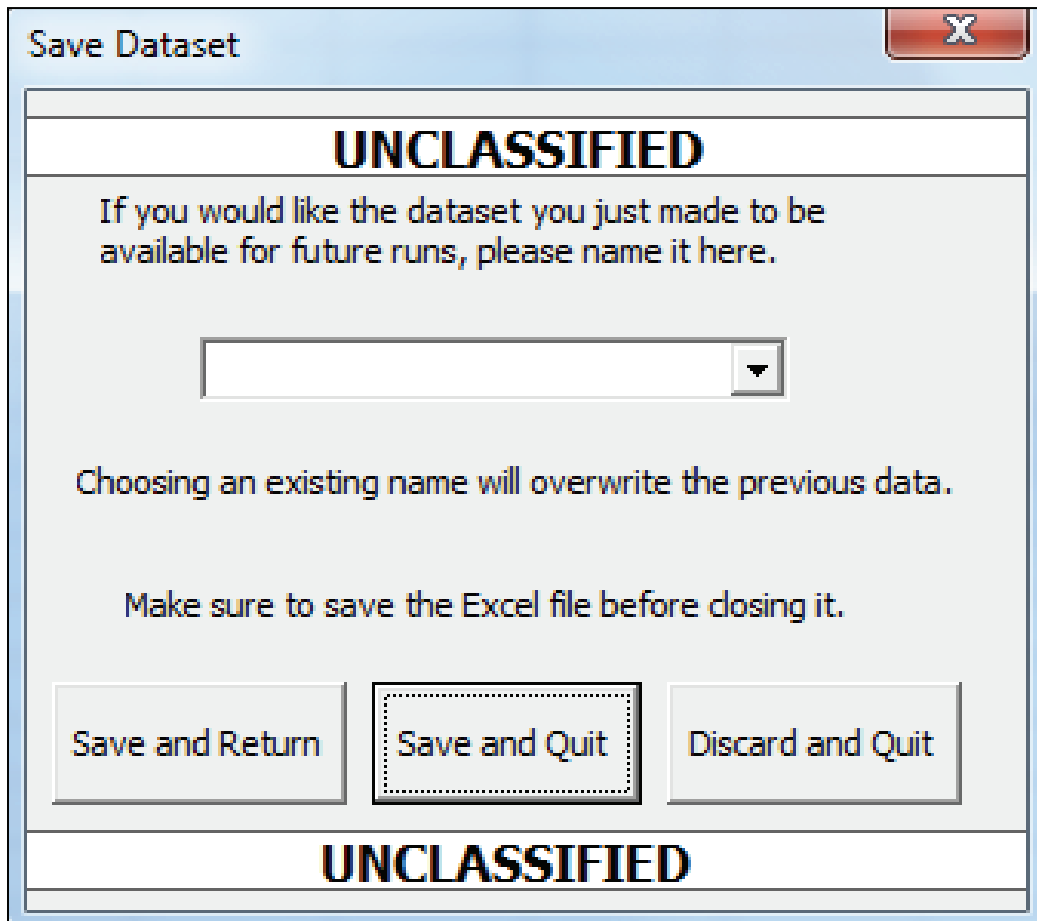 Save Dataset
UNCLASSIFIED
If you would like the dataset you just made to be
available for future runs, please name it here.
Choosing an existing name will overwrite the previous data.
Make sure to save the Excel file before closing it.
Save and Return Save and Quit Discard and Quit
UNCLASSIFIED